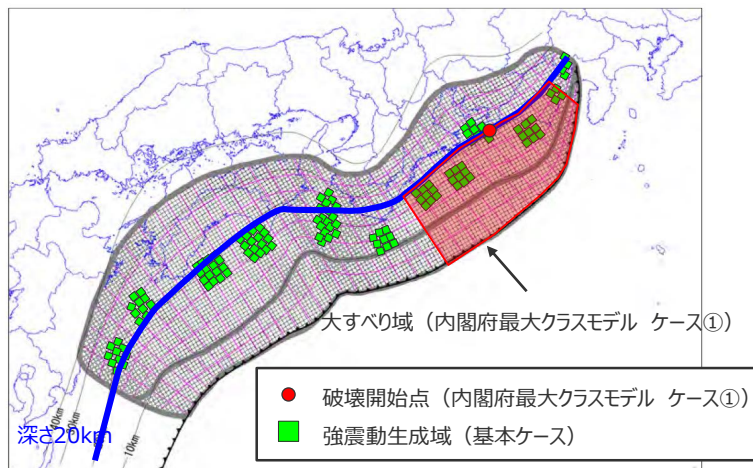 大すべり域（内閣府最大クラスモデル ケース①）
40km
30km
深さ20km
10km
破壊開始点（内閣府最大クラスモデル ケース①）
強震動生成域（基本ケース）